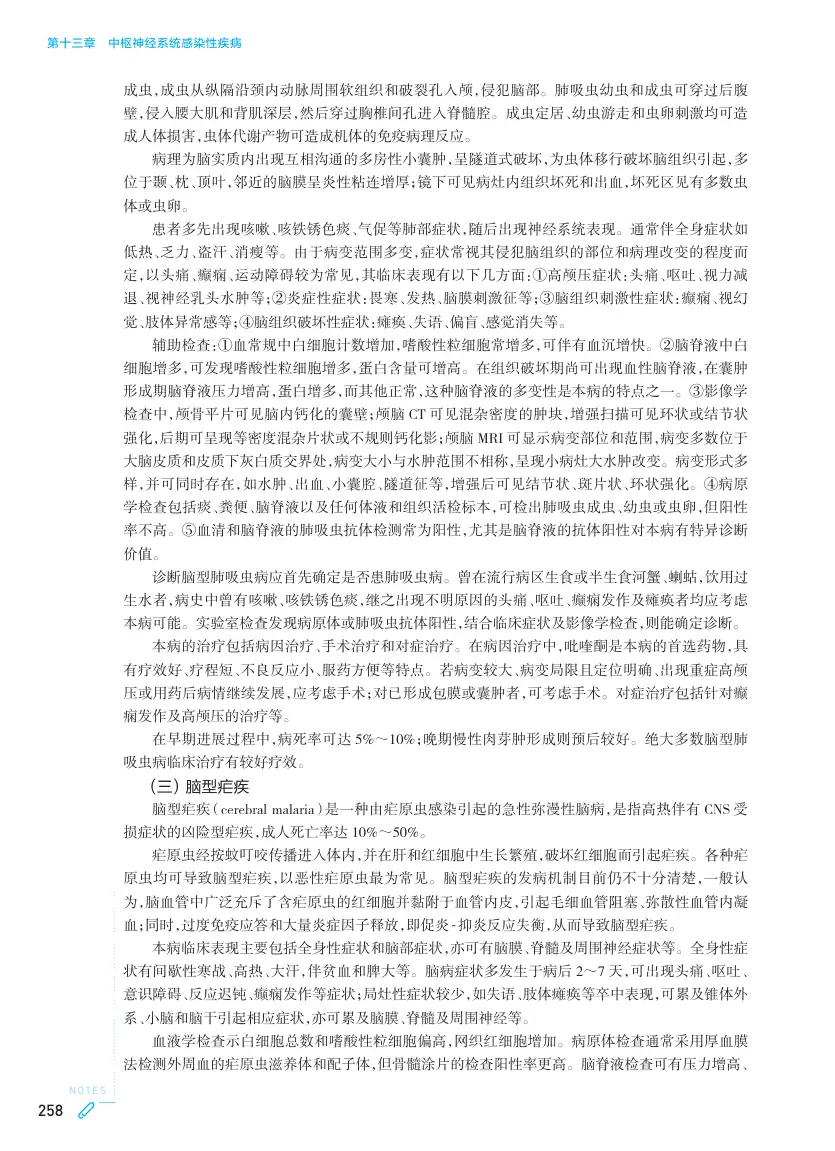 第十三章 中枢神经系统感染性疾病
成虫,成虫从纵隔沿颈内动脉周围软组织和破裂孔入颅,侵犯脑部。肺吸虫幼虫和成虫可穿过后腹
壁,侵入腰大肌和背肌深层,然后穿过胸椎间孔进入脊髓腔。成虫定居、幼虫游走和虫卵刺激均可造
成人体损害,虫体代谢产物可造成机体的免疫病理反应。
病理为脑实质内出现互相沟通的多房性小囊肿,呈隧道式破坏,为虫体移行破坏脑组织引起,多
位于颞、枕、顶叶,邻近的脑膜呈炎性粘连增厚;镜下可见病灶内组织坏死和出血,坏死区见有多数虫
体或虫卵。
患者多先出现咳嗽、咳铁锈色痰、气促等肺部症状,随后出现神经系统表现。通常伴全身症状如
低热、乏力、盗汗、消瘦等。由于病变范围多变,症状常视其侵犯脑组织的部位和病理改变的程度而
定,以头痛、癫痫、运动障碍较为常见,其临床表现有以下几方面:①高颅压症状:头痛、呕吐、视力减
退、视神经乳头水肿等;②炎症性症状:畏寒、发热、脑膜刺激征等;③脑组织刺激性症状:癫痫、视幻
觉、肢体异常感等;④脑组织破坏性症状:瘫痪、失语、偏盲、感觉消失等。
辅助检查:①血常规中白细胞计数增加,嗜酸性粒细胞常增多,可伴有血沉增快。②脑脊液中白
细胞增多,可发现嗜酸性粒细胞增多,蛋白含量可增高。在组织破坏期尚可出现血性脑脊液,在囊肿
形成期脑脊液压力增高,蛋白增多,而其他正常,这种脑脊液的多变性是本病的特点之一。③影像学
检查中,颅骨平片可见脑内钙化的囊壁;颅脑 CT 可见混杂密度的肿块,增强扫描可见环状或结节状
强化,后期可呈现等密度混杂片状或不规则钙化影;颅脑 MRI 可显示病变部位和范围,病变多数位于
大脑皮质和皮质下灰白质交界处,病变大小与水肿范围不相称,呈现小病灶大水肿改变。病变形式多
样,并可同时存在,如水肿、出血、小囊腔、隧道征等,增强后可见结节状、斑片状、环状强化。④病原
学检查包括痰、粪便、脑脊液以及任何体液和组织活检标本,可检出肺吸虫成虫、幼虫或虫卵,但阳性
率不高。⑤血清和脑脊液的肺吸虫抗体检测常为阳性,尤其是脑脊液的抗体阳性对本病有特异诊断
价值。
诊断脑型肺吸虫病应首先确定是否患肺吸虫病。曾在流行病区生食或半生食河蟹、蝲蛄,饮用过
生水者,病史中曾有咳嗽、咳铁锈色痰,继之出现不明原因的头痛、呕吐、癫痫发作及瘫痪者均应考虑
本病可能。实验室检查发现病原体或肺吸虫抗体阳性,结合临床症状及影像学检查,则能确定诊断。
本病的治疗包括病因治疗、手术治疗和对症治疗。在病因治疗中,吡喹酮是本病的首选药物,具
有疗效好、疗程短、不良反应小、服药方便等特点。若病变较大、病变局限且定位明确、出现重症高颅
压或用药后病情继续发展,应考虑手术;对已形成包膜或囊肿者,可考虑手术。对症治疗包括针对癫
痫发作及高颅压的治疗等。
在早期进展过程中,病死率可达 5%～10%;晚期慢性肉芽肿形成则预后较好。绝大多数脑型肺
吸虫病临床治疗有较好疗效。
(三)脑型疟疾
脑型疟疾(cerebral malaria)是一种由疟原虫感染引起的急性弥漫性脑病,是指高热伴有 CNS 受
损症状的凶险型疟疾,成人死亡率达 10%～50%。
疟原虫经按蚊叮咬传播进入体内,并在肝和红细胞中生长繁殖,破坏红细胞而引起疟疾。各种疟
原虫均可导致脑型疟疾,以恶性疟原虫最为常见。脑型疟疾的发病机制目前仍不十分清楚,一般认
为,脑血管中广泛充斥了含疟原虫的红细胞并黏附于血管内皮,引起毛细血管阻塞、弥散性血管内凝
血;同时,过度免疫应答和大量炎症因子释放,即促炎-抑炎反应失衡,从而导致脑型疟疾。
本病临床表现主要包括全身性症状和脑部症状,亦可有脑膜、脊髓及周围神经症状等。全身性症
状有间歇性寒战、高热、大汗,伴贫血和脾大等。脑病症状多发生于病后 2～7 天,可出现头痛、呕吐、
意识障碍、反应迟钝、癫痫发作等症状;局灶性症状较少,如失语、肢体瘫痪等卒中表现,可累及锥体外
系、小脑和脑干引起相应症状,亦可累及脑膜、脊髓及周围神经等。
血液学检查示白细胞总数和嗜酸性粒细胞偏高,网织红细胞增加。病原体检查通常采用厚血膜
法检测外周血的疟原虫滋养体和配子体,但骨髓涂片的检查阳性率更高。脑脊液检查可有压力增高、
NOTES
258